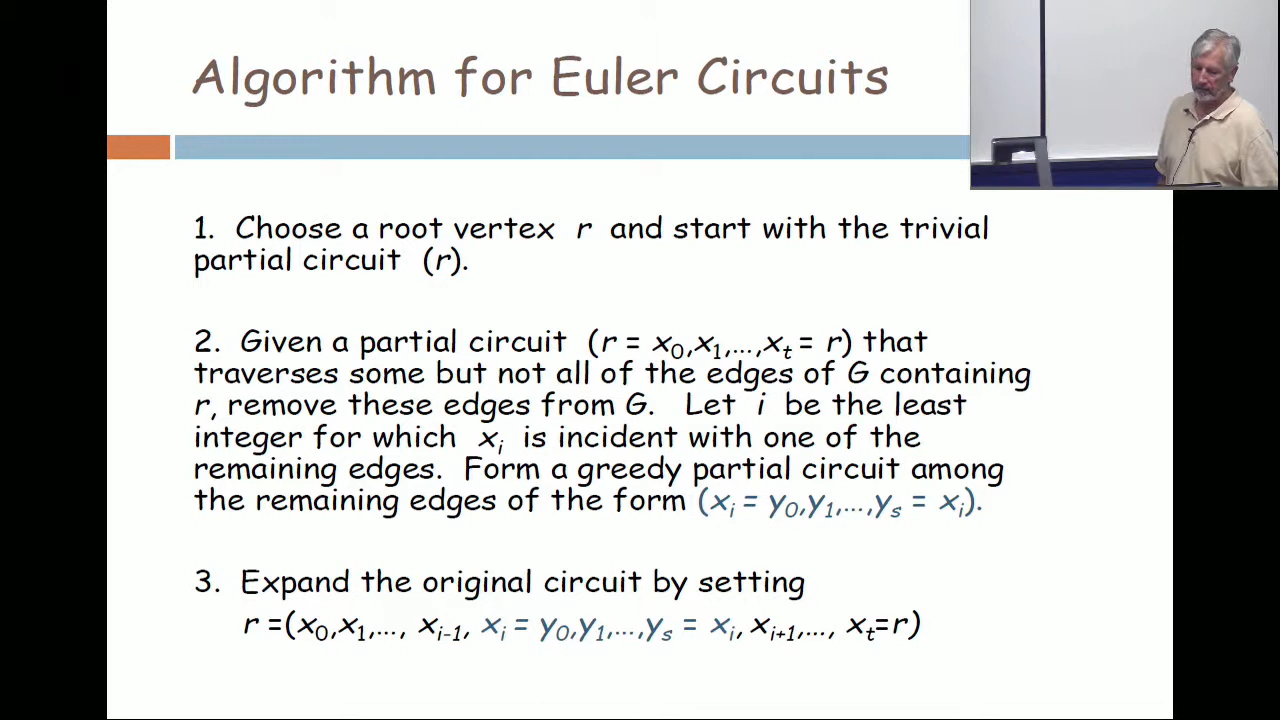 Algorithm for Euler Circuits
1. Choose a root vertex r and start with the trivial
partial circuit (r).
2. Given a partial circuit (r = x₀,x₁,…,xₜ = r) that
traverses some but not all of the edges of G containing
r, remove these edges from G. Let i be the least
integer for which xᵢ is incident with one of the
remaining edges. Form a greedy partial circuit among
the remaining edges of the form (xᵢ = y₀,y₁,…,yₛ = xᵢ).
3. Expand the original circuit by setting
r =(x₀,x₁,…, xᵢ₋₁, xᵢ = y₀,y₁,…,yₛ = xᵢ, xᵢ₊₁,…, xₜ=r)